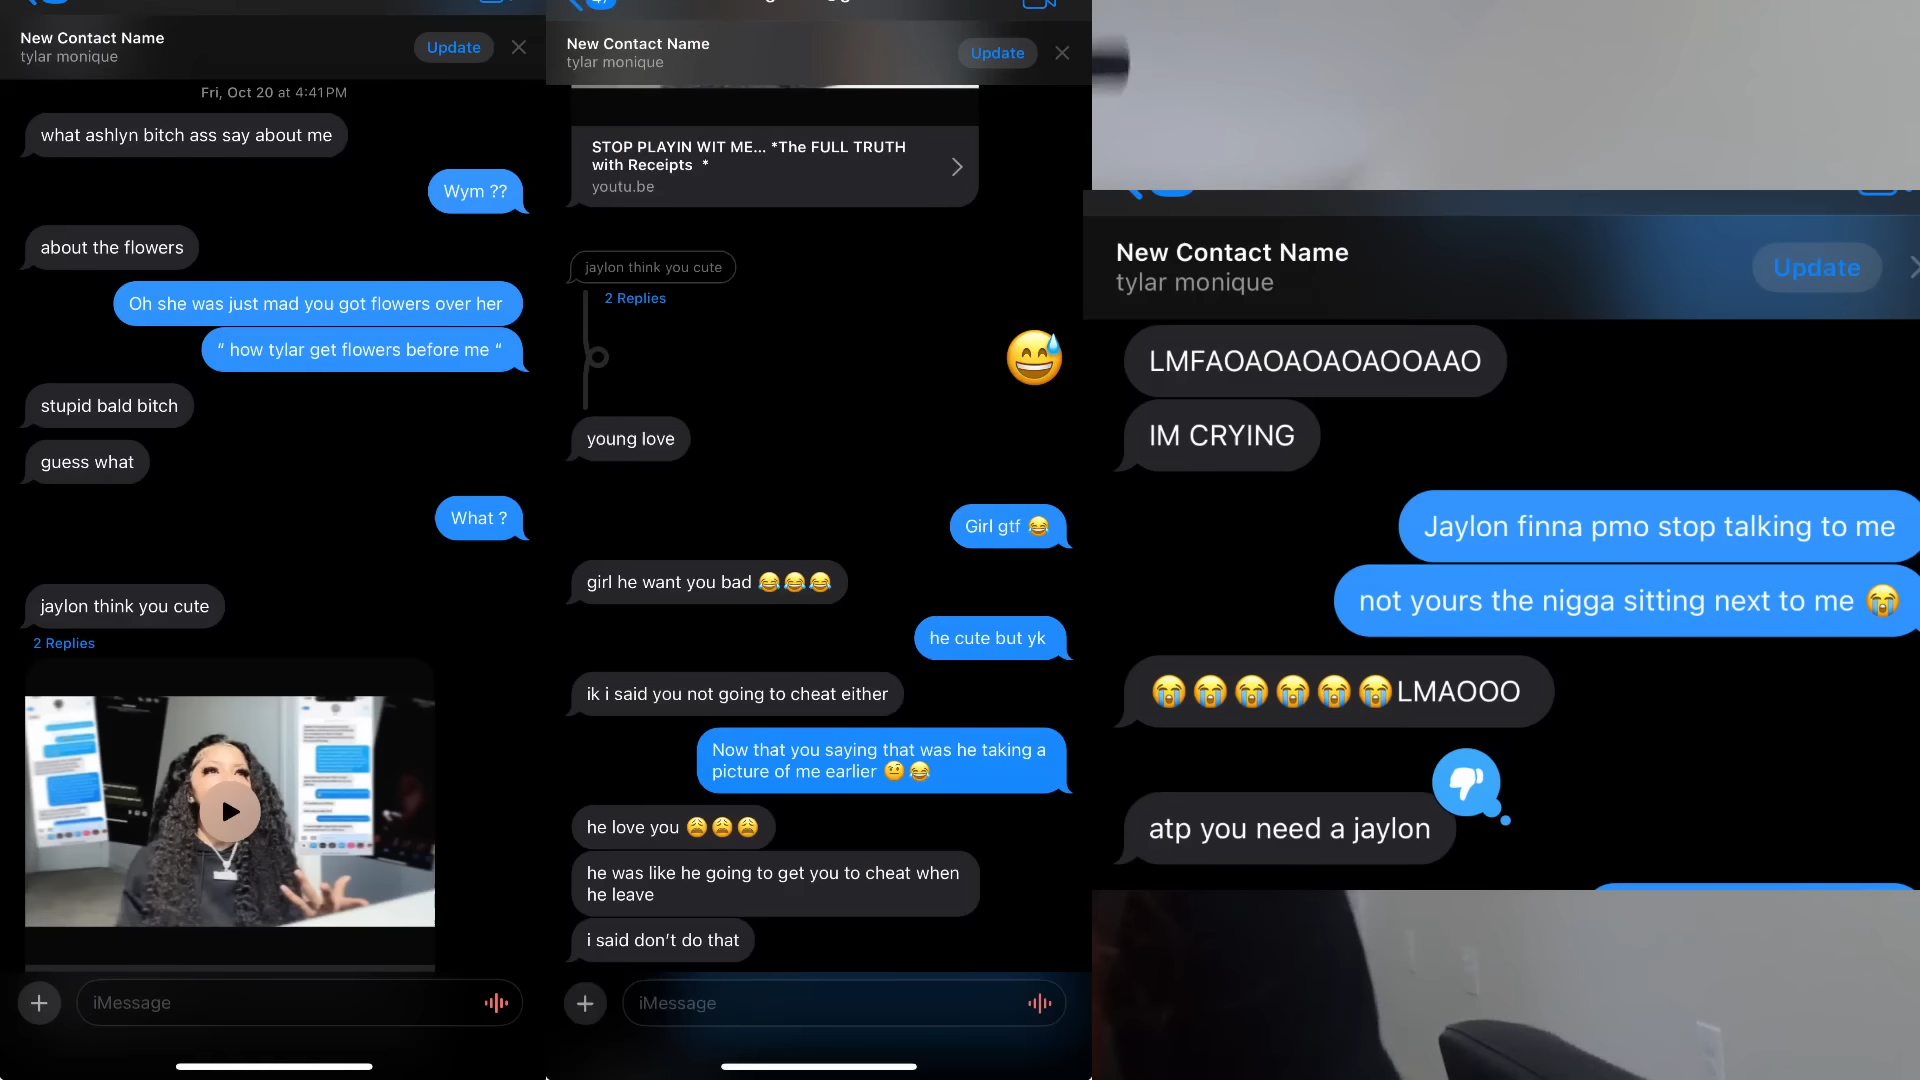 New Contact Name
tylar monique
Update
Fri, Oct 20 at 4:41PM
what ashlyn bitch ass say about me
Wym ??
about the flowers
Oh she was just mad you got flowers over her
“ how tylar get flowers before me “
stupid bald bitch
guess what
What ?
jaylon think you cute
2 Replies
iMessage
New Contact Name
tylar monique
Update
STOP PLAYIN WIT ME... *The FULL TRUTH
with Receipts *
youtu.be
jaylon think you cute
2 Replies
😅
young love
Girl gtf 😂
girl he want you bad 😂😂😂
he cute but yk
ik i said you not going to cheat either
Now that you saying that was he taking a
picture of me earlier 🤨😂
he love you 😩😩😩
he was like he going to get you to cheat when
he leave
i said don’t do that
iMessage
New Contact Name
tylar monique
Update
LMFAOAOAOAOAOOAAO
IM CRYING
Jaylon finna pmo stop talking to me
not yours the nigga sitting next to me 😭
😭😭😭😭😭😭LMAOOO
atp you need a jaylon